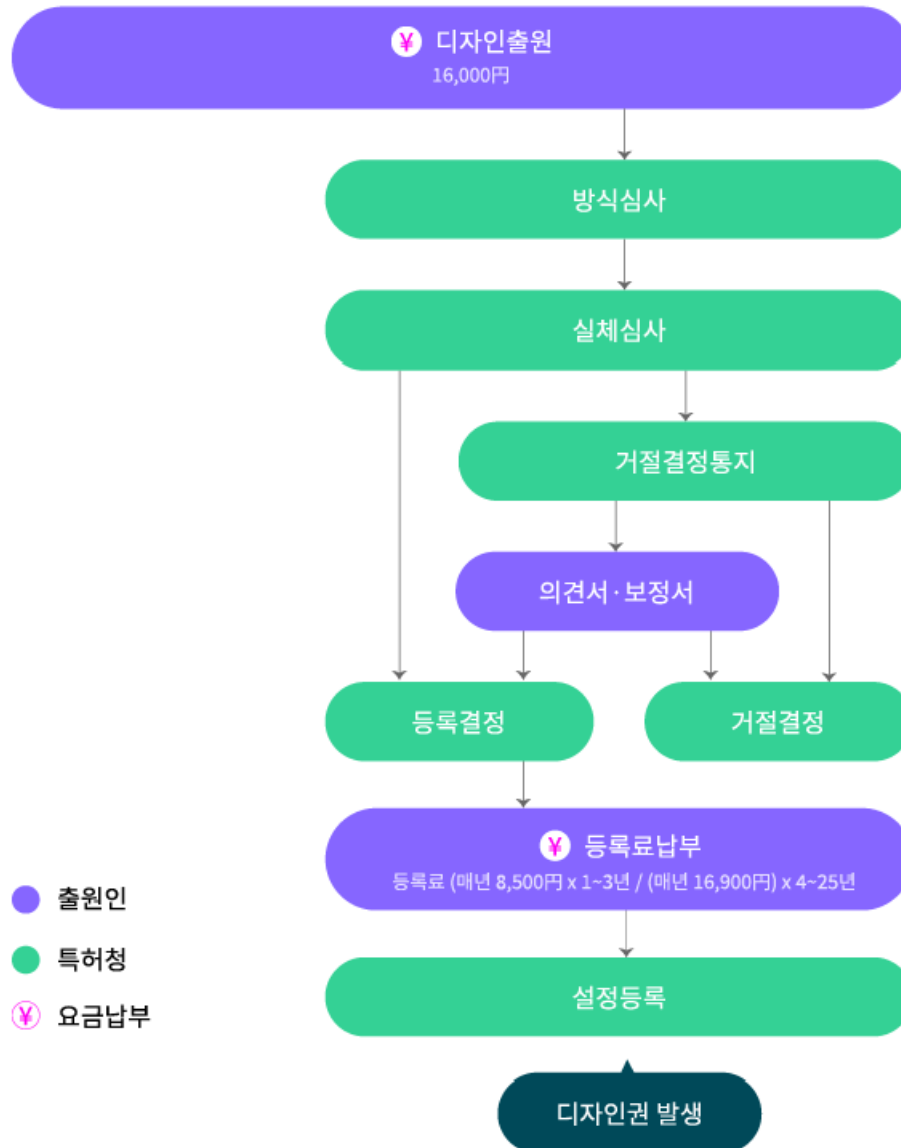 ¥ 디자인출원
16,000円
방식심사
실체심사
거절결정통지
의견서·보정서
등록결정
거절결정
¥ 등록료납부
등록료 (매년 8,500円 x 1~3년 / (매년 16,900円) x 4~25년
출원인
특허청
¥ 요금납부
설정등록
디자인권 발생